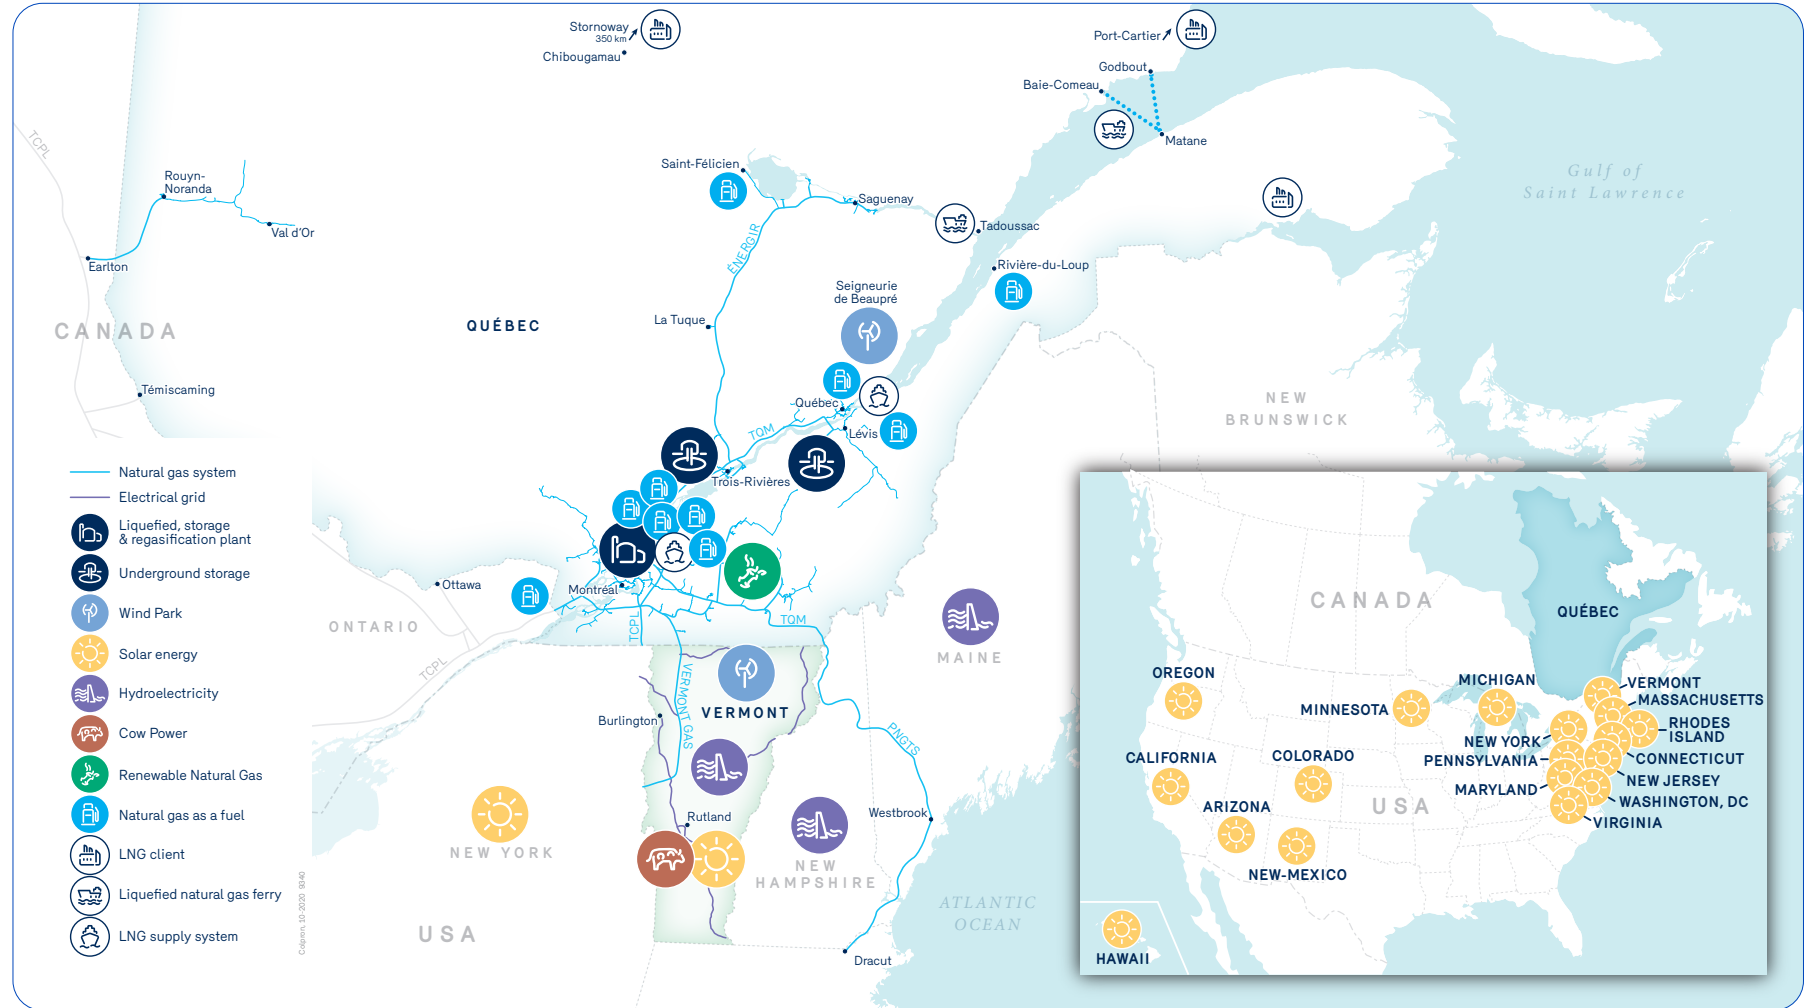 Stornoway
350 km
Chibougamau
Port-Cartier
Godbout
Baie-Comeau
Matane
TCPL
Rouyn-
Noranda
Val d'Or
Earlton
Saint-Félicien
Saguenay
Tadoussac
Gulf of
Saint Lawrence
ÉNERGIR
Rivière-du-Loup
Seigneurie
de Beaupré
CANADA
QUÉBEC
La Tuque
Témiscaming
Québec
NEW
BRUNSWICK
TQM
Lévis
Trois-Rivières
Natural gas system
Electrical grid
Liquefied, storage
& regasification plant
Underground storage
Wind Park
Solar energy
Hydroelectricity
Cow Power
Renewable Natural Gas
Natural gas as a fuel
LNG client
Liquefied natural gas ferry
LNG supply system
Colpron, 10-2020 9340
Ottawa
Montréal
ONTARIO
TCPL
TCPL
TQM
MAINE
VERMONT GAS
VERMONT
Burlington
PNGTS
Rutland
Westbrook
NEW YORK
NEW
HAMPSHIRE
USA
ATLANTIC
OCEAN
Dracut
CANADA
QUÉBEC
OREGON
MICHIGAN
MINNESOTA
VERMONT
MASSACHUSETTS
RHODES
ISLAND
NEW YORK
CONNECTICUT
PENNSYLVANIA
CALIFORNIA
COLORADO
NEW JERSEY
MARYLAND
WASHINGTON, DC
ARIZONA
USA
VIRGINIA
NEW-MEXICO
HAWAII